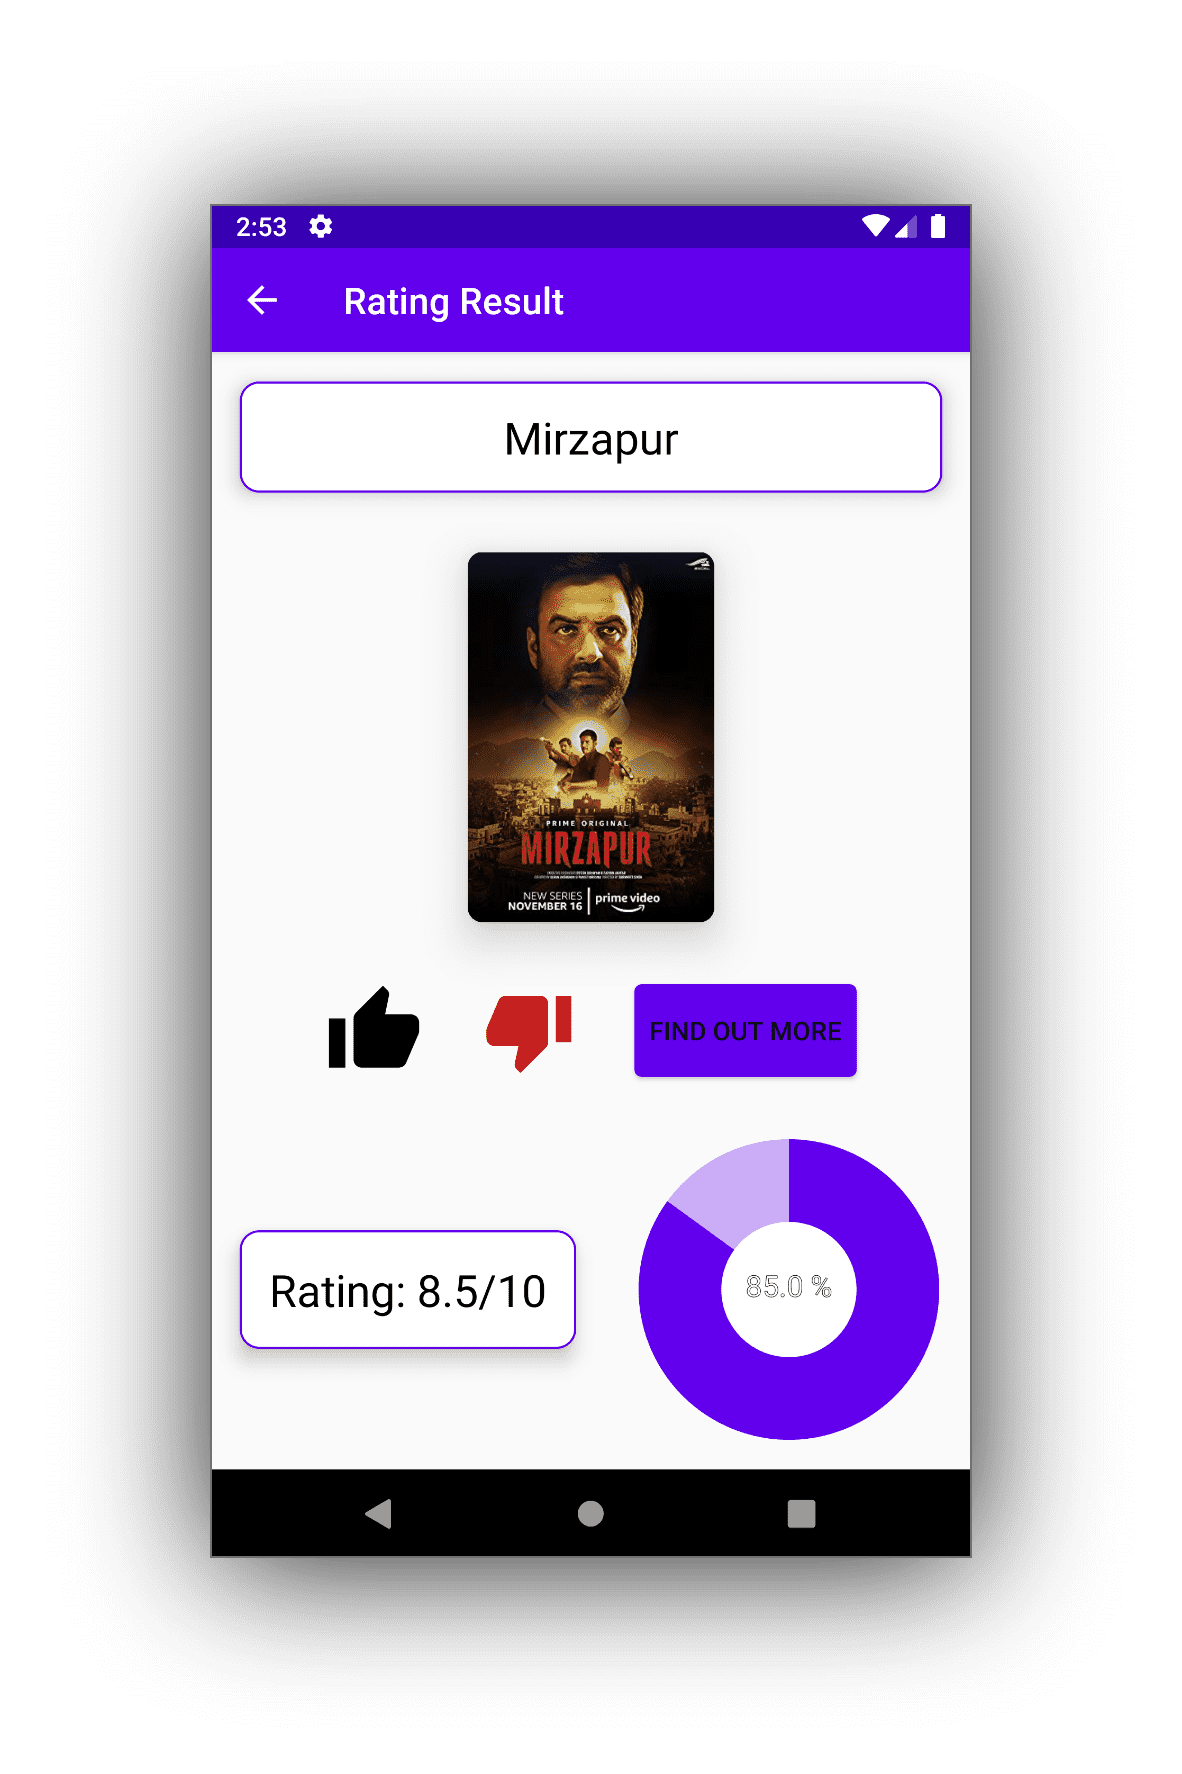 2:53
Rating Result
Mirzapur
PRIME ORIGINAL
MIRZAPUR
NEW SERIES
NOVEMBER 16
prime video
FIND OUT MORE
Rating: 8.5/10
85.0 %